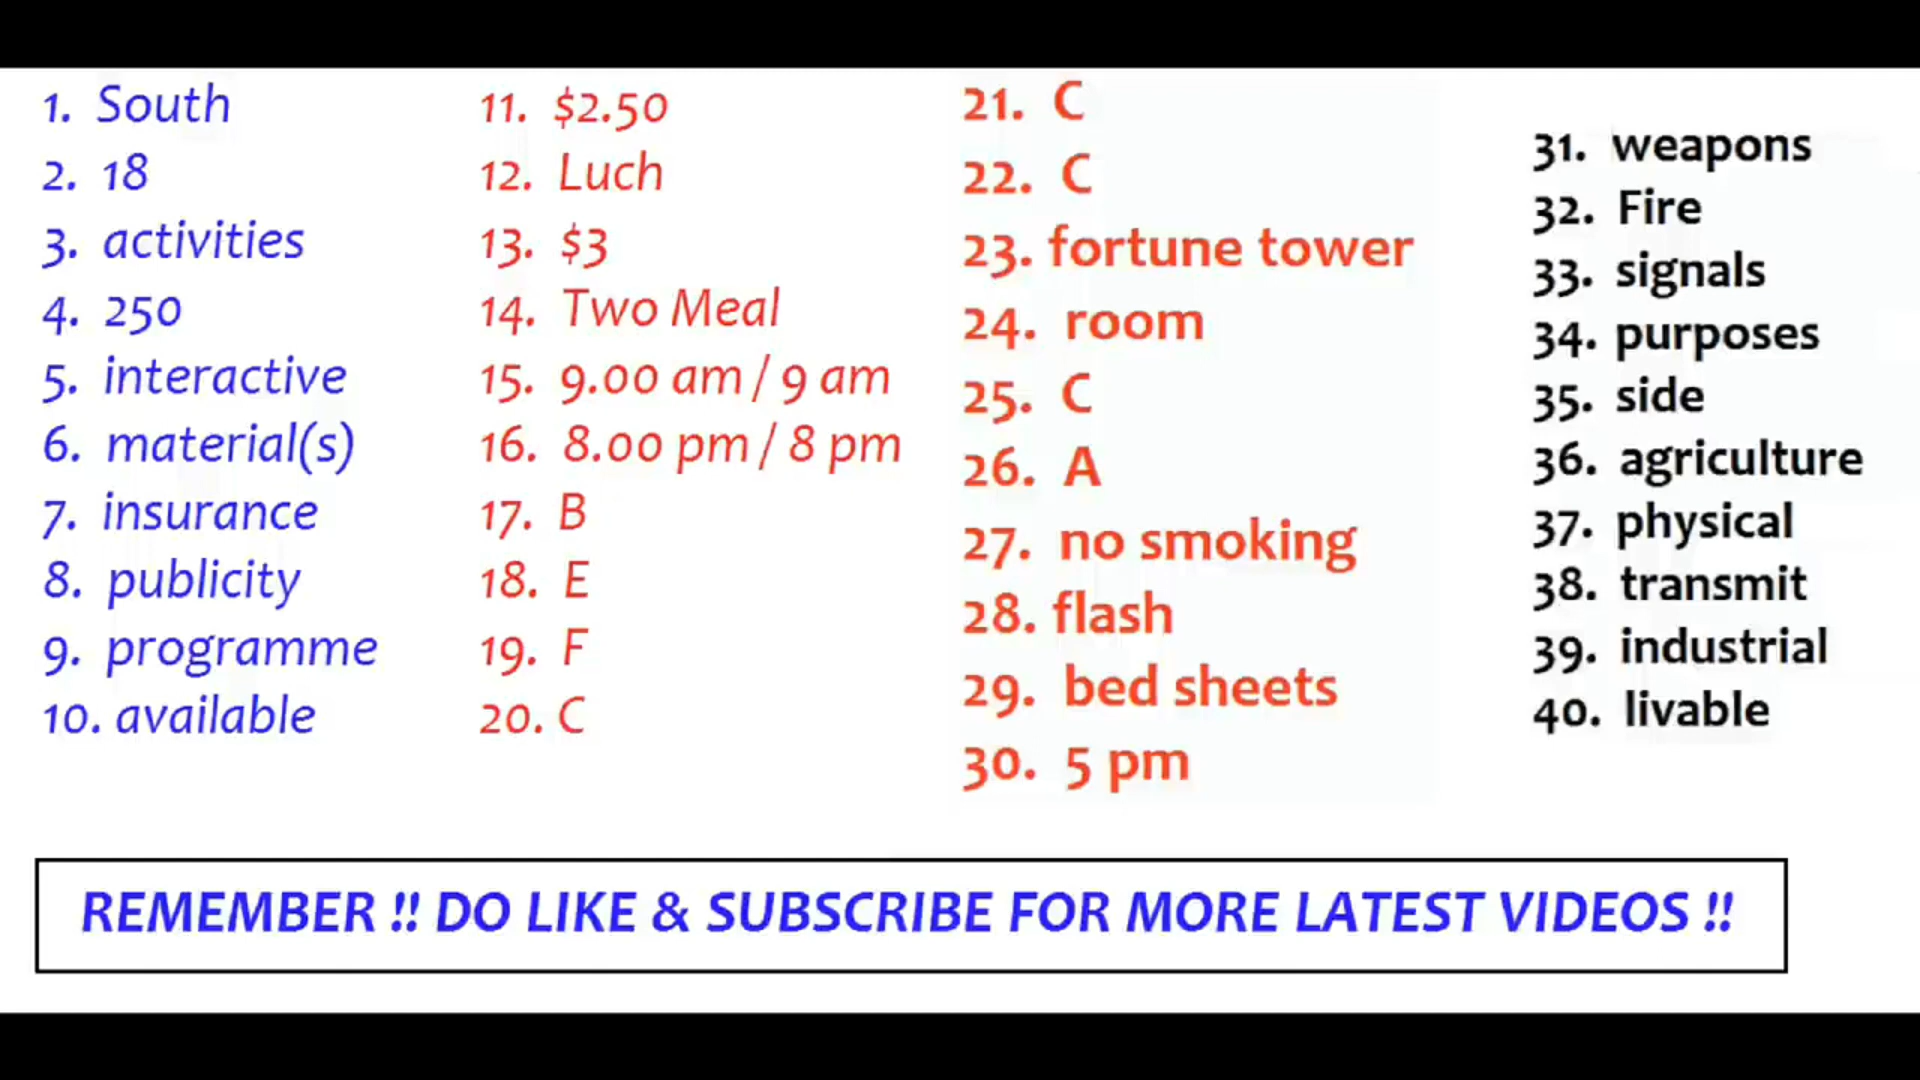 1. South
2. 18
3. activities
4. 250
5. interactive
6. material(s)
7. insurance
8. publicity
9. programme
10. available
11. $2.50
12. Luch
13. $3
14. Two Meal
15. 9.00 am / 9 am
16. 8.00 pm / 8 pm
17. B
18. E
19. F
20. C
21. C
22. C
23. fortune tower
24. room
25. C
26. A
27. no smoking
28. flash
29. bed sheets
30. 5 pm
31. weapons
32. Fire
33. signals
34. purposes
35. side
36. agriculture
37. physical
38. transmit
39. industrial
40. livable
REMEMBER !! DO LIKE & SUBSCRIBE FOR MORE LATEST VIDEOS !!